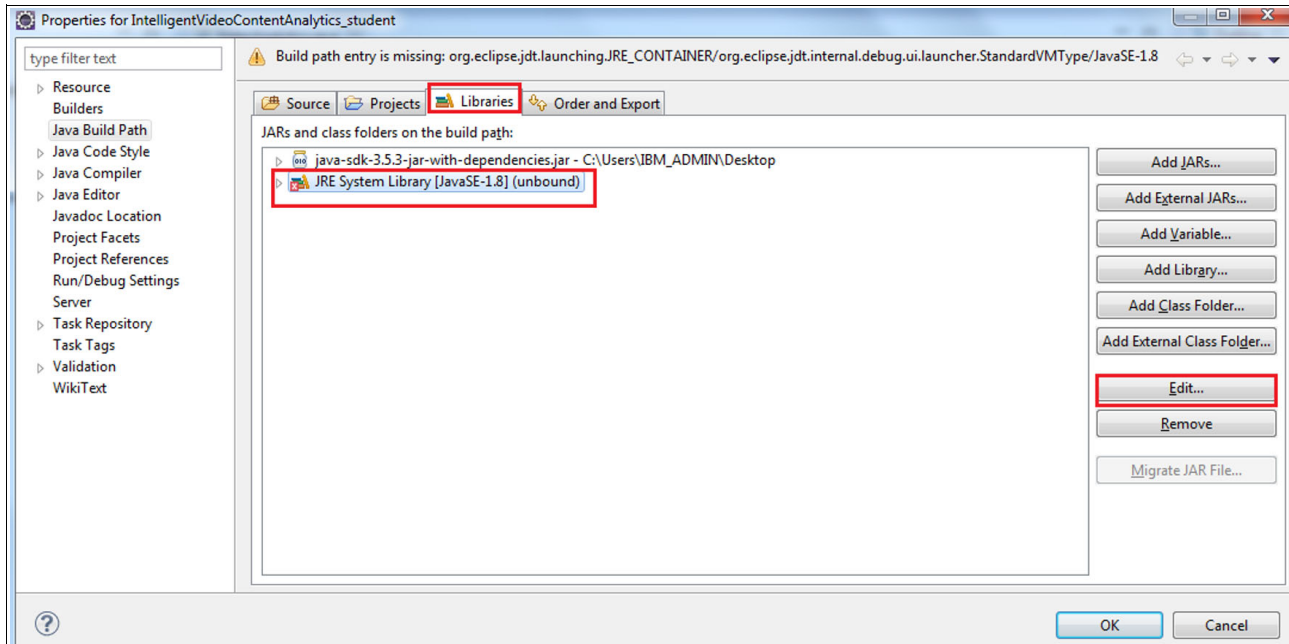 Properties for IntelligentVideoContentAnalytics_student
type filter text
Resource
Builders
Java Build Path
Java Code Style
Java Compiler
Java Editor
Javadoc Location
Project Facets
Project References
Run/Debug Settings
Server
Task Repository
Task Tags
Validation
WikiText
Build path entry is missing: org.eclipse.jdt.launching.JRE_CONTAINER/org.eclipse.jdt.internal.debug.ui.launcher.StandardVMType/JavaSE-1.8
Source Projects Libraries Order and Export
JARs and class folders on the build path:
java-sdk-3.5.3-jar-with-dependencies.jar - C:\Users\IBM_ADMIN\Desktop
JRE System Library [JavaSE-1.8] (unbound)
Add JARs...
Add External JARs...
Add Variable...
Add Library...
Add Class Folder...
Add External Class Folder...
Edit...
Remove
Migrate JAR File...
OK Cancel